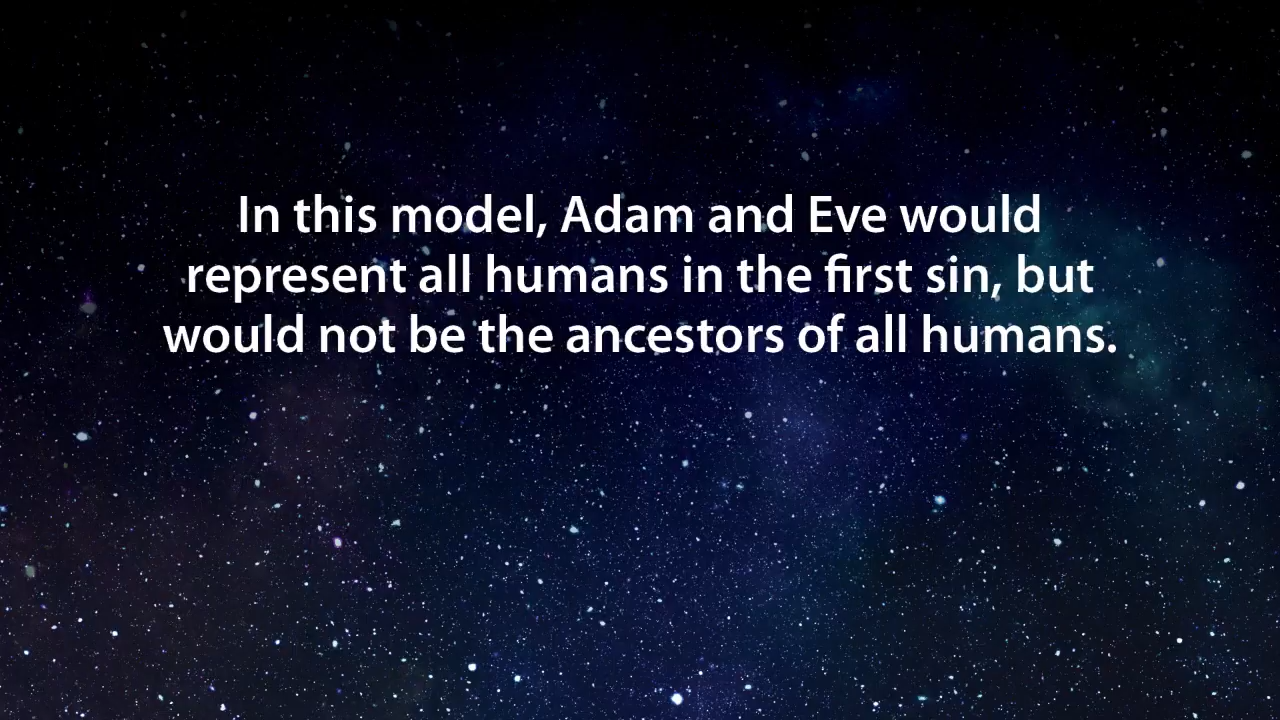 In this model, Adam and Eve would
represent all humans in the first sin, but
would not be the ancestors of all humans.